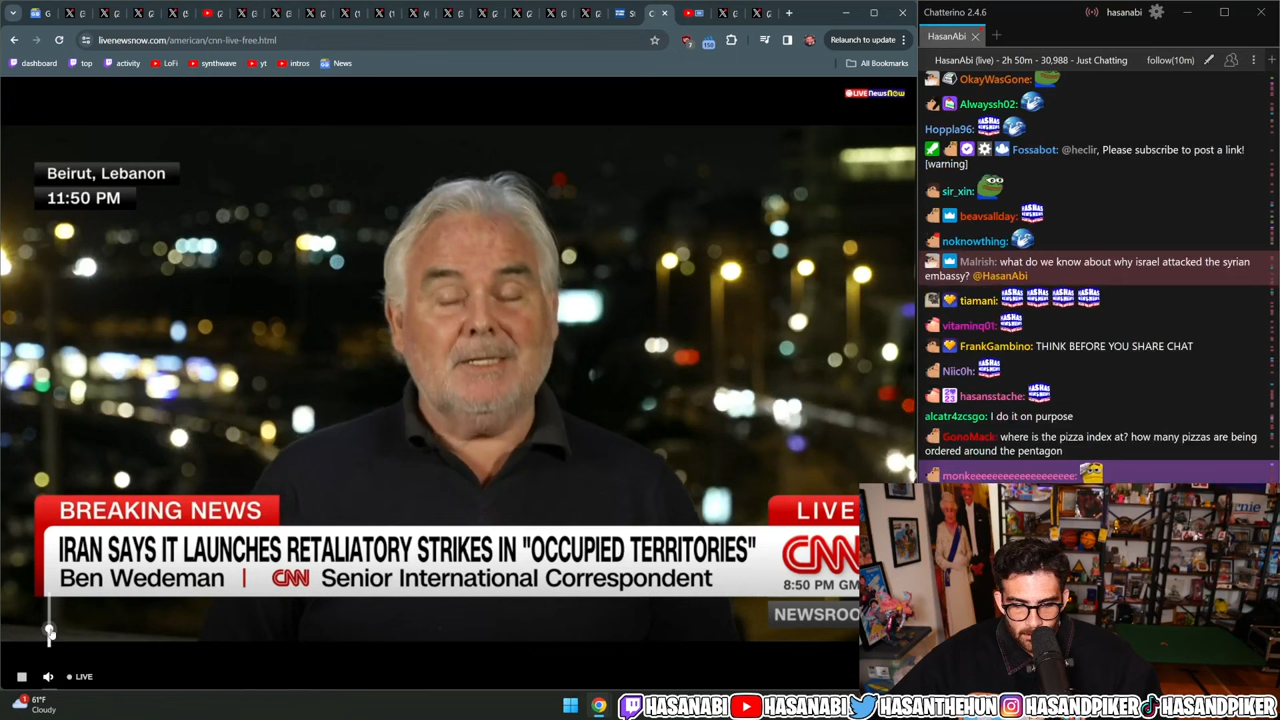 Chatterino 2.4.6
hasanabi
livenewsnow.com/american/cnn-live-free.html
Relaunch to update
HasanAbi
dashboard
top
activity
LoFi
synthwave
yt
intros
News
All Bookmarks
HasanAbi (live) - 2h 50m - 30,988 - Just Chatting
follow(10m)
LIVE NewsNow
Beirut, Lebanon
11:50 PM
BREAKING NEWS
LIVE
IRAN SAYS IT LAUNCHES RETALIATORY STRIKES IN "OCCUPIED TERRITORIES"
Ben Wedeman | CNN Senior International Correspondent
CNN
8:50 PM GM
NEWSROO
LIVE
OkayWasGone:
Alwayssh02:
Hoppla96:
Fossabot: @heclir, Please subscribe to post a link!
[warning]
sir_xin:
beavsallday:
noknowthing:
Malrish: what do we know about why israel attacked the syrian
embassy? @HasanAbi
tiamani:
vitaminq01:
FrankGambino: THINK BEFORE YOU SHARE CHAT
Niic0h:
hasansstache:
alcatr4zcsgo: I do it on purpose
GonoMack: where is the pizza index at? how many pizzas are being
ordered around the pentagon
monkeeeeeeeeeeeeeeeeeee:
ernie
61°F
Cloudy
HASANABI
HASANABI
HASANTHEHUN
HASANDPIKER
HASANDPIKER